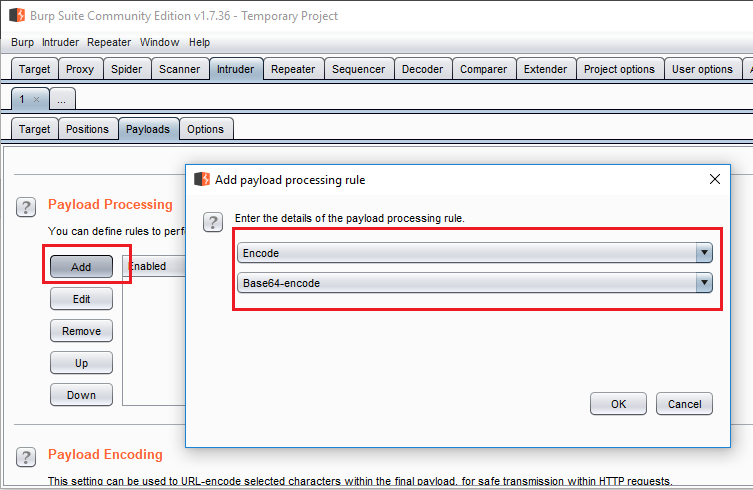 Burp Suite Community Edition v1.7.36 - Temporary Project
Burp Intruder Repeater Window Help
Target Proxy Spider Scanner Intruder Repeater Sequencer Decoder Comparer Extender Project options User options
1 × ...
Target Positions Payloads Options
Add payload processing rule
? Payload Processing
? Enter the details of the payload processing rule.
You can define rules to perf
Encode
Add Enabled
Base64-encode
Edit
Remove
Up
Down
OK Cancel
? Payload Encoding
This setting can be used to URL-encode selected characters within the final payload, for safe transmission within HTTP requests.